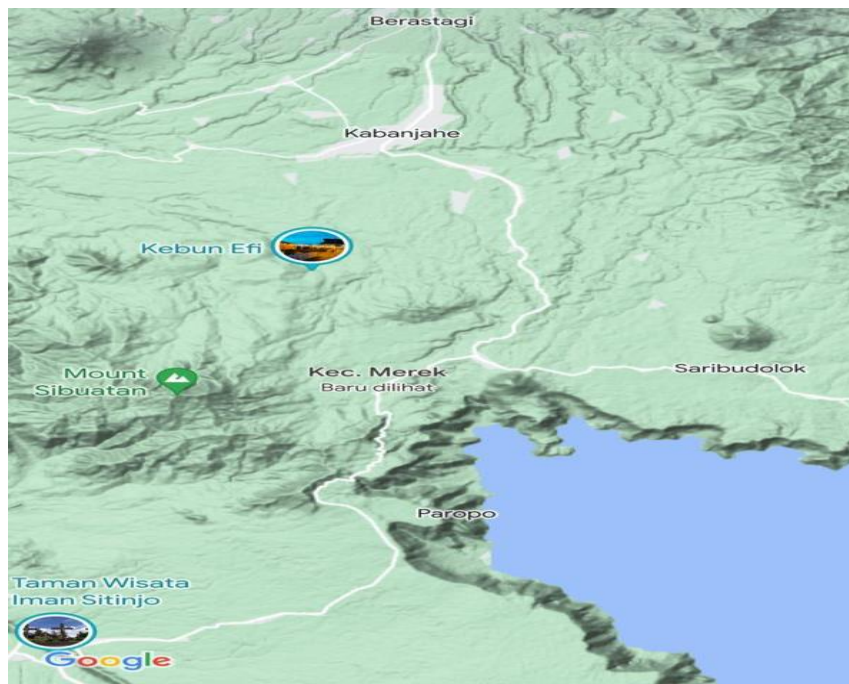 Berastagi
Kabanjahe
Kebun Efi
Mount
Sibuatan
Kec. Merek
Baru dilihat
Saribudolok
Paropo
Taman Wisata
Iman Sitinjo
Google